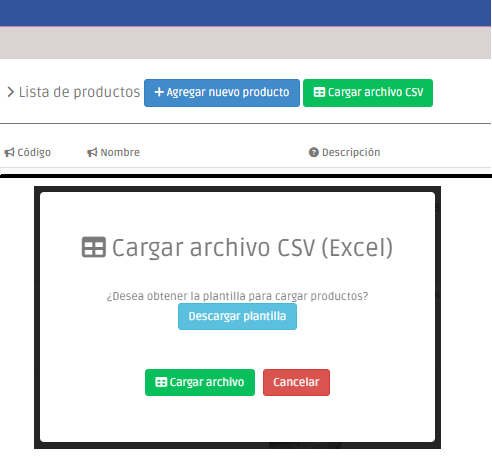 Lista de productos Agregar nuevo producto Cargar archivo CSV
Código Nombre Descripción
Cargar archivo CSV (Excel)
¿Desea obtener la plantilla para cargar productos?
Descargar plantilla
Cargar archivo Cancelar